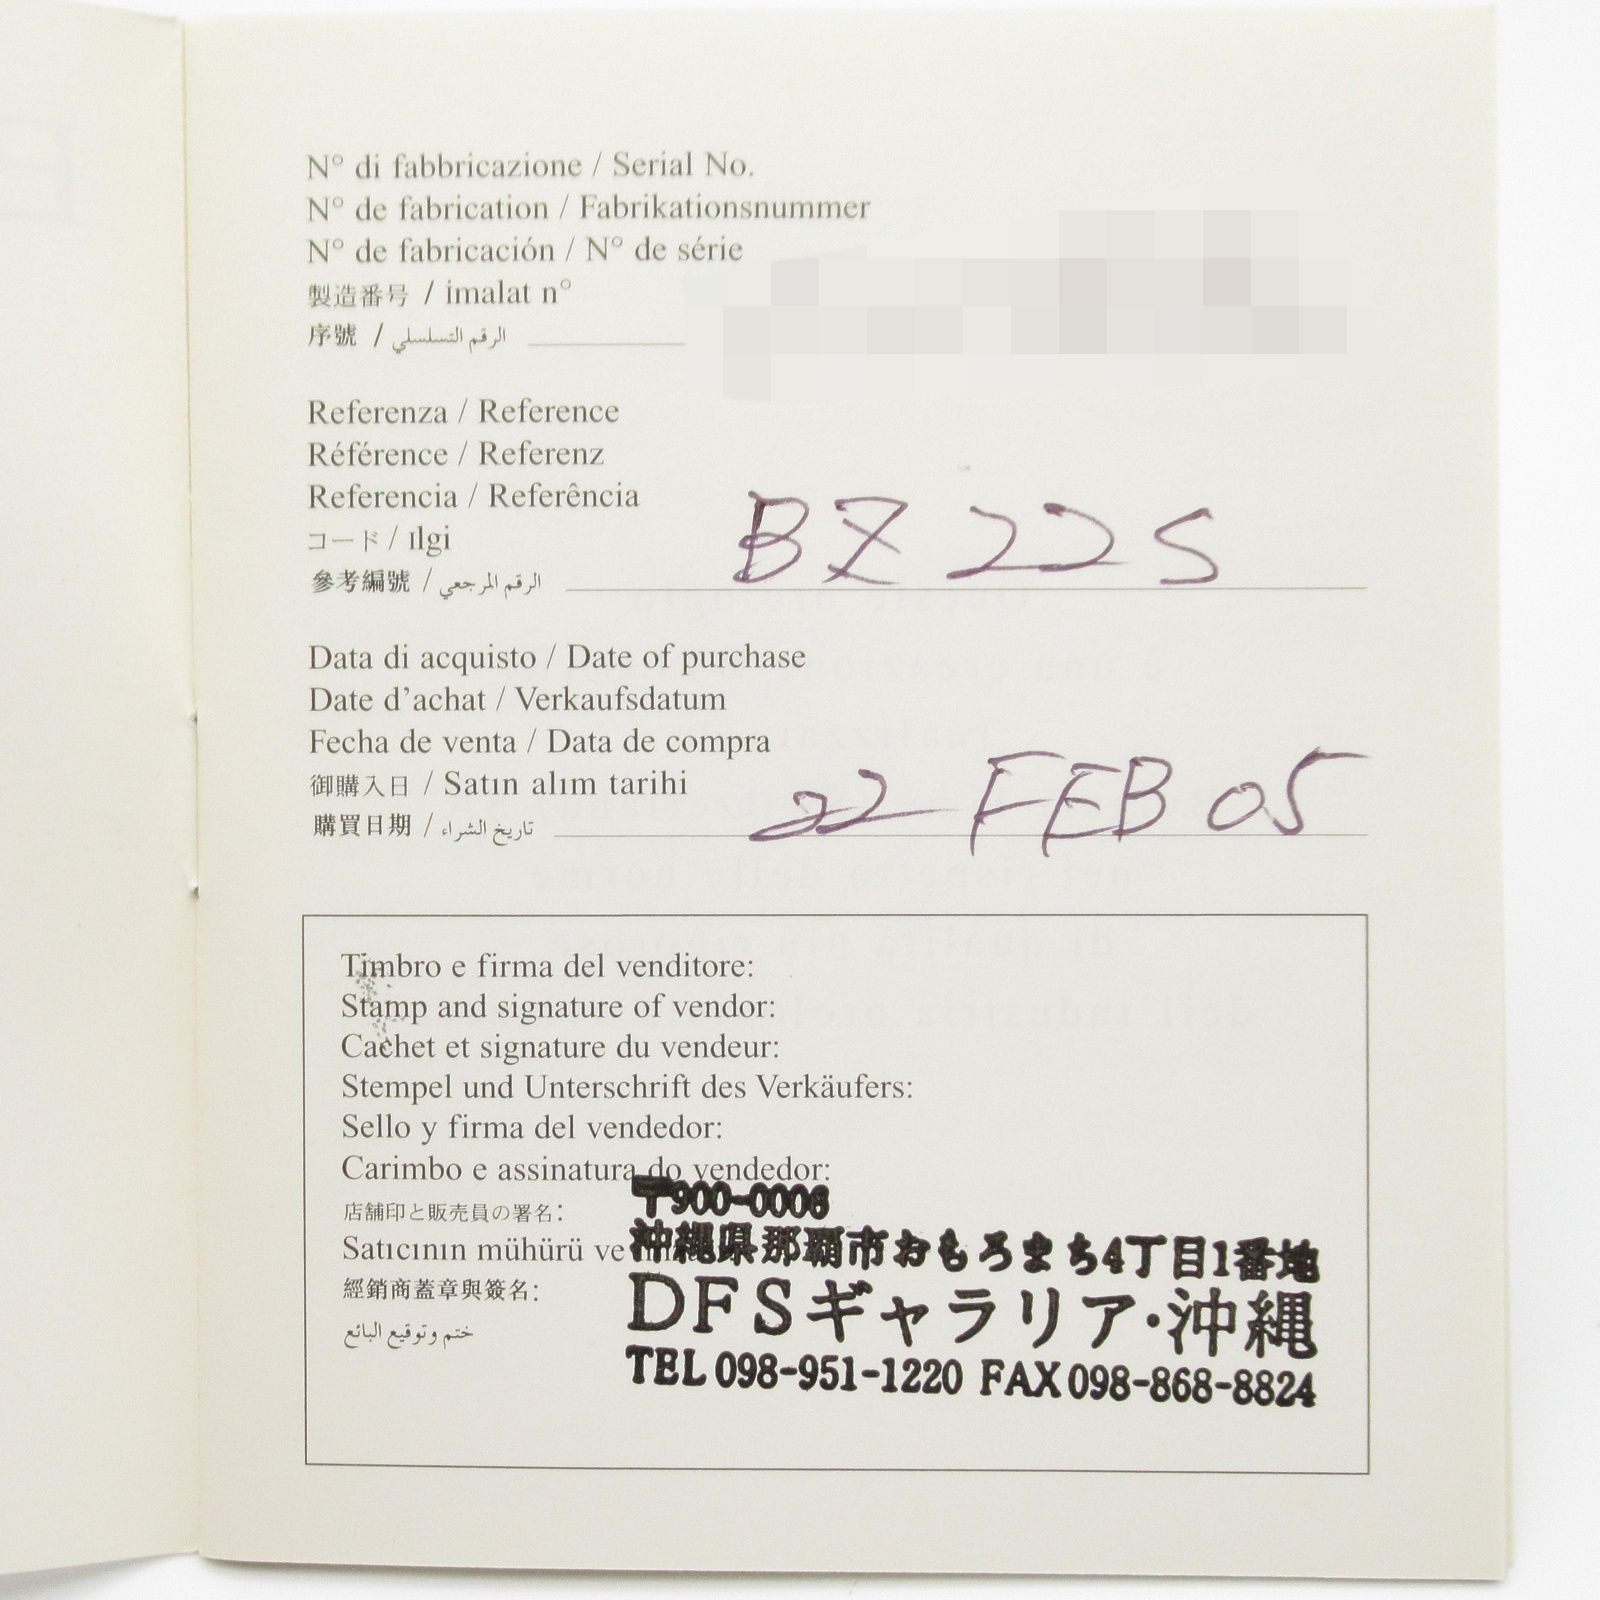 N° di fabbricazione / Serial No.
N° de fabrication / Fabrikationsnummer
N° de fabricación / N° de série
製造番号 / imalat n°
序號 / الرقم التسلسلي
Referenza / Reference
Référence / Referenz
Referencia / Referência
コード / ılgi
參考編號 / الرقم المرجعي
BZ 22 S
Data di acquisto / Date of purchase
Date d'achat / Verkaufsdatum
Fecha de venta / Data de compra
御購入日 / Satın alım tarihi
購買日期 / تاريخ الشراء
22 FEB 05
Timbro e firma del venditore:
Stamp and signature of vendor:
Cachet et signature du vendeur:
Stempel und Unterschrift des Verkäufers:
Sello y firma del vendedor:
Carimbo e assinatura do vendedor:
店舗印と販売員の署名:
Satıcının mühürü ve
經銷商蓋章與簽名:
ختم وتوقيع البائع
〒900-0006
沖縄県那覇市おもろまち4丁目1番地
DFSギャラリア・沖縄
TEL 098-951-1220 FAX 098-868-8824